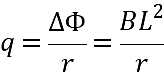 q = ΔΦ/r = BL²/r